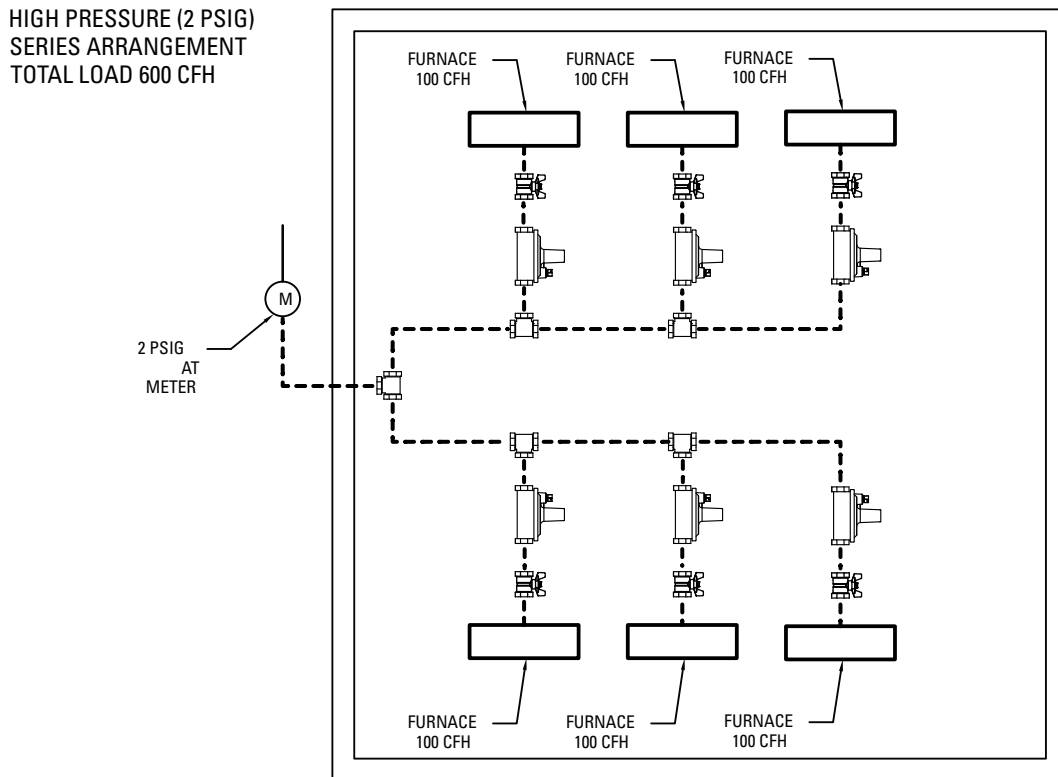 HIGH PRESSURE (2 PSIG)
SERIES ARRANGEMENT
TOTAL LOAD 600 CFH
FURNACE
100 CFH
FURNACE
100 CFH
FURNACE
100 CFH
M
2 PSIG
AT
METER
FURNACE
100 CFH
FURNACE
100 CFH
FURNACE
100 CFH